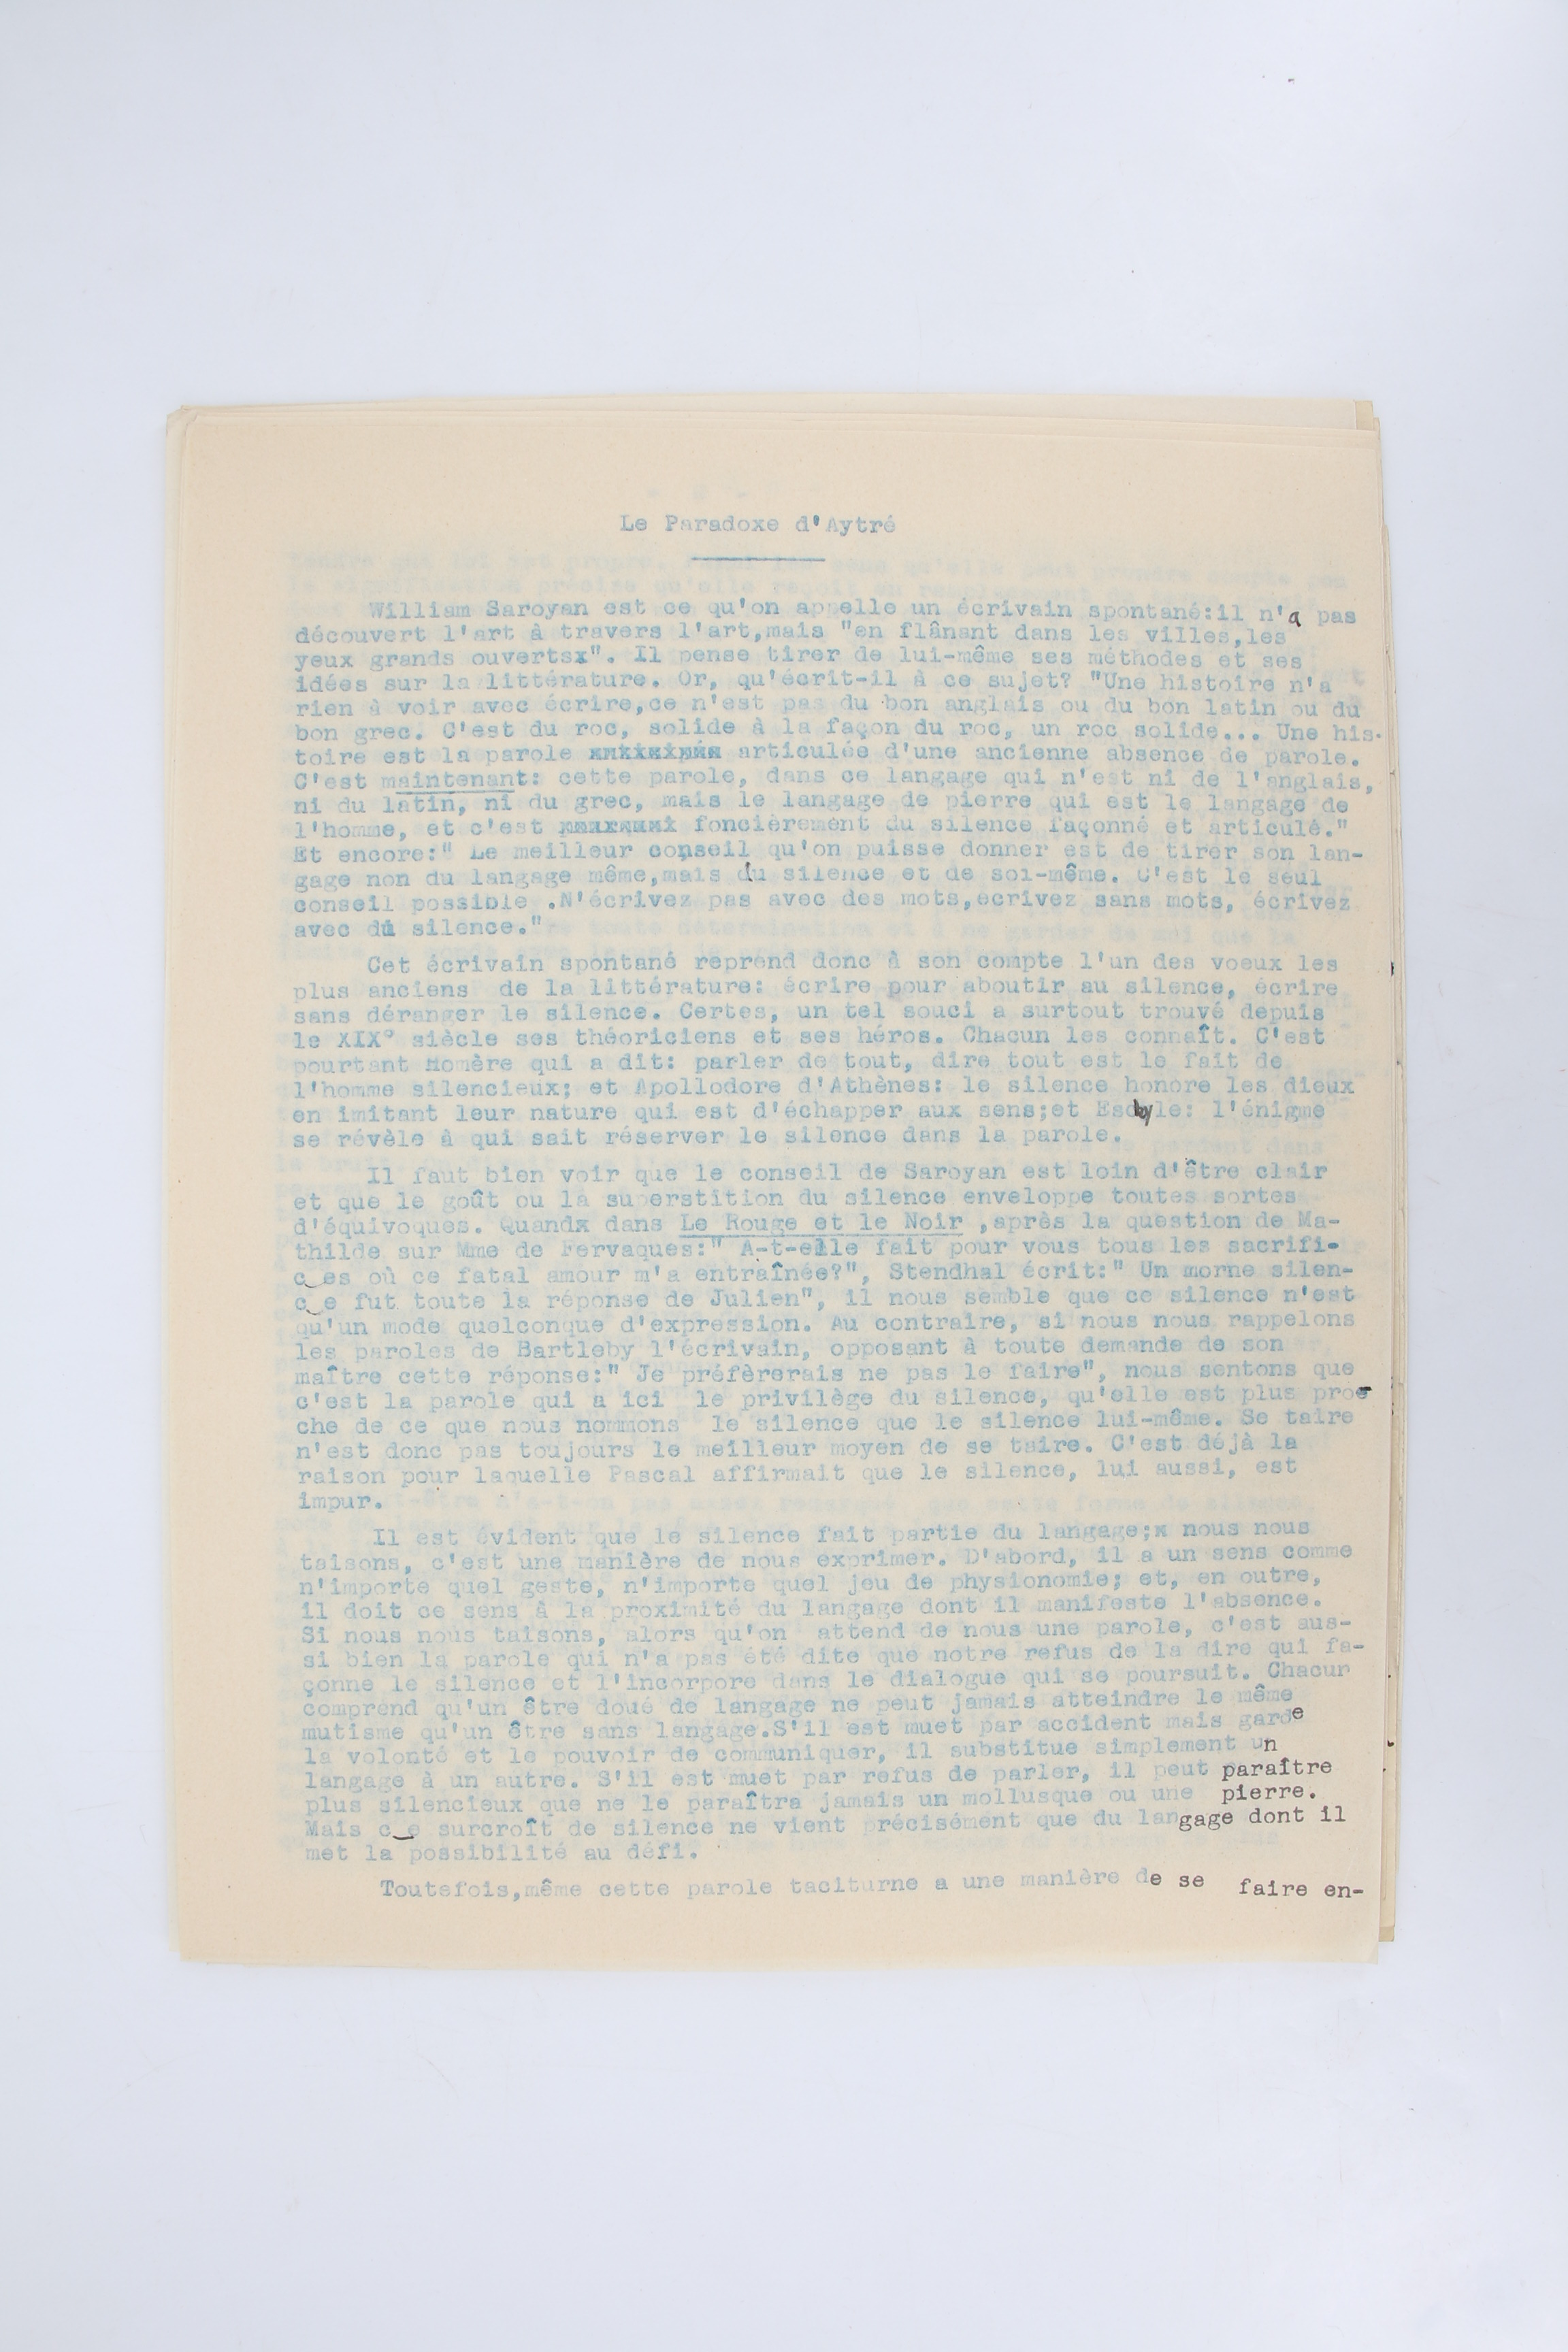 Le Paradoxe d'Aytré
William Saroyan est ce qu'on appelle un écrivain spontané:il n'a pas
découvert l'art à travers l'art,mais "en flânant dans les villes,les
yeux grands ouvertsx". Il pense tirer de lui-même ses méthodes et ses
idées sur la littérature. Or, qu'écrit-il à ce sujet? "Une histoire n'a
rien à voir avec écrire,ce n'est pas du bon anglais ou du bon latin ou du
bon grec. C'est du roc, solide à la façon du roc, un roc solide... Une his-
toire est la parole articulée d'une ancienne absence de parole.
C'est maintenant: cette parole, dans ce langage qui n'est ni de l'anglais,
ni du latin, ni du grec, mais le langage de pierre qui est le langage de
l'homme, et c'est foncièrement du silence façonné et articulé."
Et encore:" Le meilleur conseil qu'on puisse donner est de tirer son lan-
gage non du langage même,mais du silence et de soi-même. C'est le seul
conseil possible .N'écrivez pas avec des mots,écrivez sans mots, écrivez
avec du silence."
Cet écrivain spontané reprend donc à son compte l'un des voeux les
plus anciens de la littérature: écrire pour aboutir au silence, écrire
sans déranger le silence. Certes, un tel souci a surtout trouvé depuis
le XIX° siècle ses théoriciens et ses héros. Chacun les connaît. C'est
pourtant Homère qui a dit: parler de tout, dire tout est le fait de
l'homme silencieux; et Apollodore d'Athènes: le silence honore les dieux
en imitant leur nature qui est d'échapper aux sens;et Eschyle: l'énigme
se révèle à qui sait réserver le silence dans la parole.
Il faut bien voir que le conseil de Saroyan est loin d'être clair
et que le goût ou la superstition du silence enveloppe toutes sortes
d'équivoques. Quandx dans Le Rouge et le Noir ,après la question de Ma-
thilde sur Mme de Fervaques:" A-t-elle fait pour vous tous les sacrifi-
ces où ce fatal amour m'a entraînée?", Stendhal écrit:" Un morne silen-
ce fut toute la réponse de Julien", il nous semble que ce silence n'est
qu'un mode quelconque d'expression. Au contraire, si nous nous rappelons
les paroles de Bartleby l'écrivain, opposant à toute demande de son
maître cette réponse:" Je préfèrerais ne pas le faire", nous sentons que
c'est la parole qui a ici le privilège du silence, qu'elle est plus pro-
che de ce que nous nommons le silence que le silence lui-même. Se taire
n'est donc pas toujours le meilleur moyen de se taire. C'est déjà la
raison pour laquelle Pascal affirmait que le silence, lui aussi, est
impur.
Il est évident que le silence fait partie du langage;x nous nous
taisons, c'est une manière de nous exprimer. D'abord, il a un sens comme
n'importe quel geste, n'importe quel jeu de physionomie; et, en outre,
il doit ce sens à la proximité du langage dont il manifeste l'absence.
Si nous nous taisons, alors qu'on attend de nous une parole, c'est aus-
si bien la parole qui n'a pas été dite que notre refus de la dire qui fa-
çonne le silence et l'incorpore dans le dialogue qui se poursuit. Chacun
comprend qu'un être doué de langage ne peut jamais atteindre le même
mutisme qu'un être sans langage.S'il est muet par accident mais garde
la volonté et le pouvoir de communiquer, il substitue simplement un
langage à un autre. S'il est muet par refus de parler, il peut paraître
plus silencieux que ne le paraîtra jamais un mollusque ou une pierre.
Mais ce surcroît de silence ne vient précisément que du langage dont il
met la possibilité au défi.
Toutefois,même cette parole taciturne a une manière de se faire en-